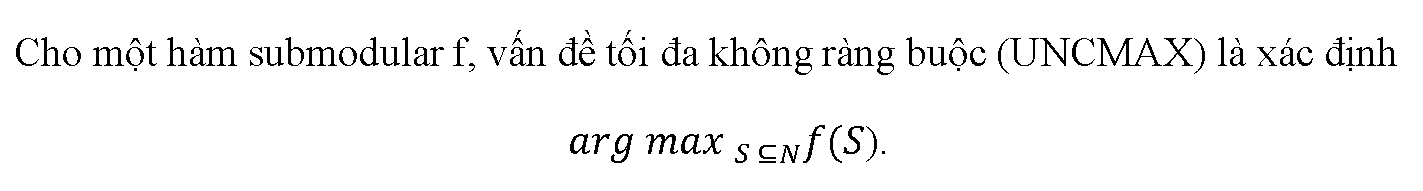 Cho một hàm submodular f, vấn đề tối đa không ràng buộc (UNCMAX) là xác định
𝑎𝑟𝑔 𝑚𝑎𝑥 𝑆 ⊆𝑁 𝑓(𝑆).